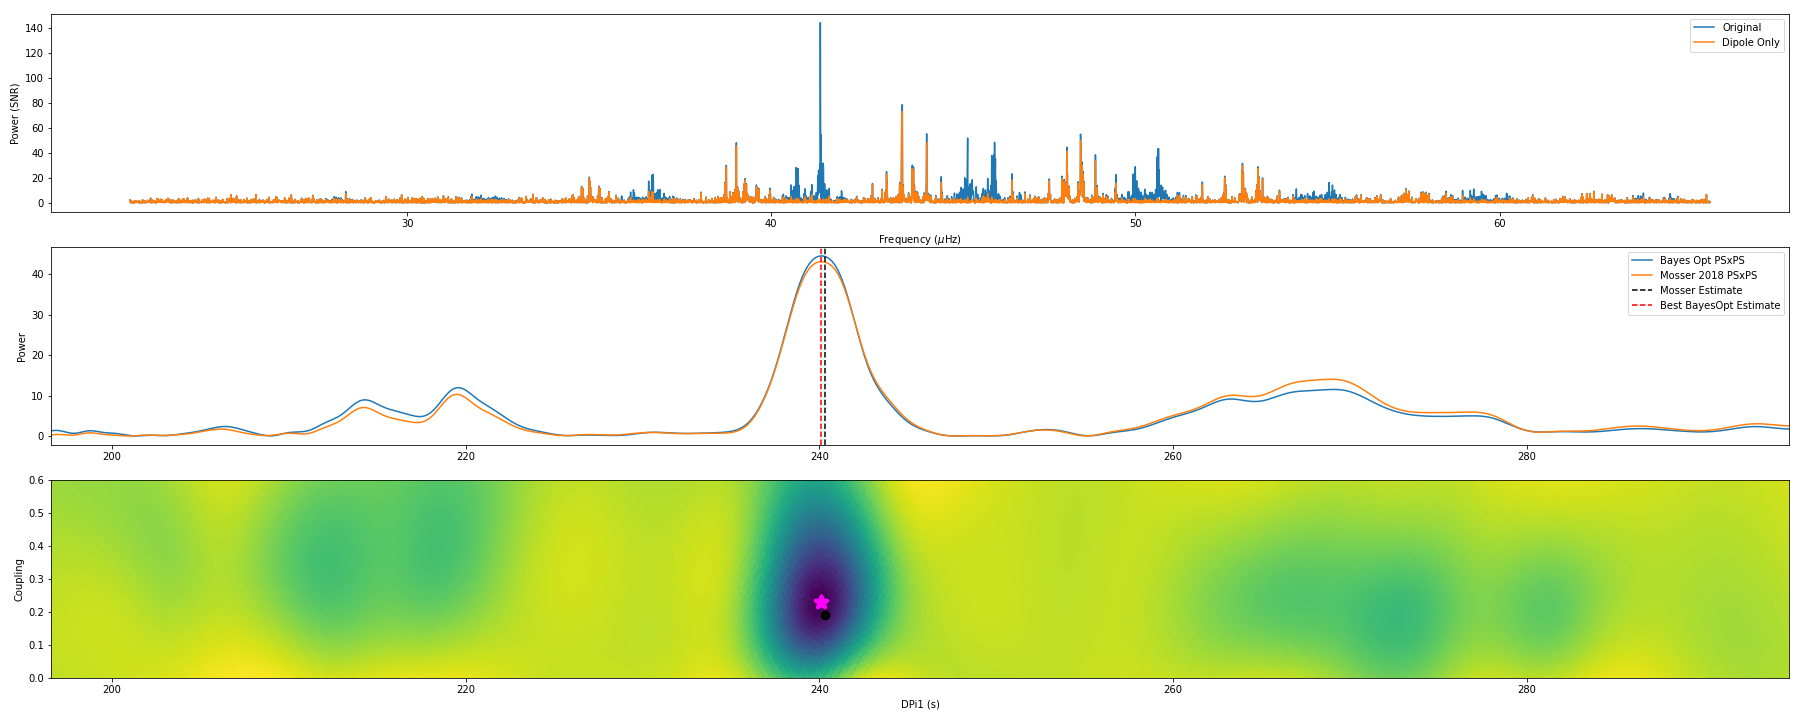 140
120
100
80
60
40
20
0
Power (SNR)
Original
Dipole Only
30 40 50 60
Frequency (μHz)
40
30
20
10
0
Power
Bayes Opt PSxPS
Mosser 2018 PSxPS
Mosser Estimate
Best BayesOpt Estimate
200 220 240 260 280
0.6
0.5
0.4
0.3
0.2
0.1
0.0
Coupling
200 220 240 260 280
DPi1 (s)